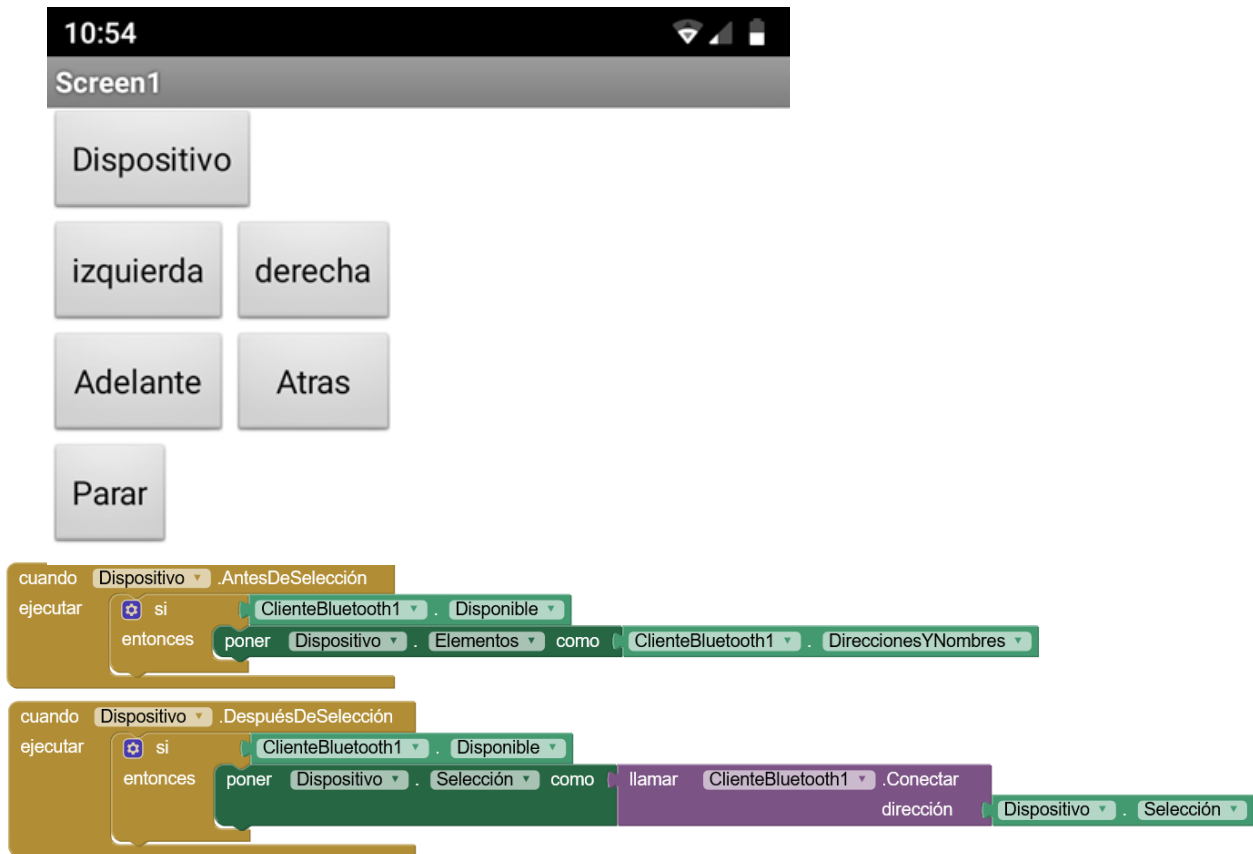 10:54
Screen1
Dispositivo
izquierda derecha
Adelante Atras
Parar
cuando Dispositivo .AntesDeSelección
ejecutar si ClienteBluetooth1 . Disponible
entonces poner Dispositivo . Elementos como ClienteBluetooth1 . DireccionesYNombres
cuando Dispositivo .DespuésDeSelección
ejecutar si ClienteBluetooth1 . Disponible
entonces poner Dispositivo . Selección como llamar ClienteBluetooth1 .Conectar
dirección Dispositivo . Selección